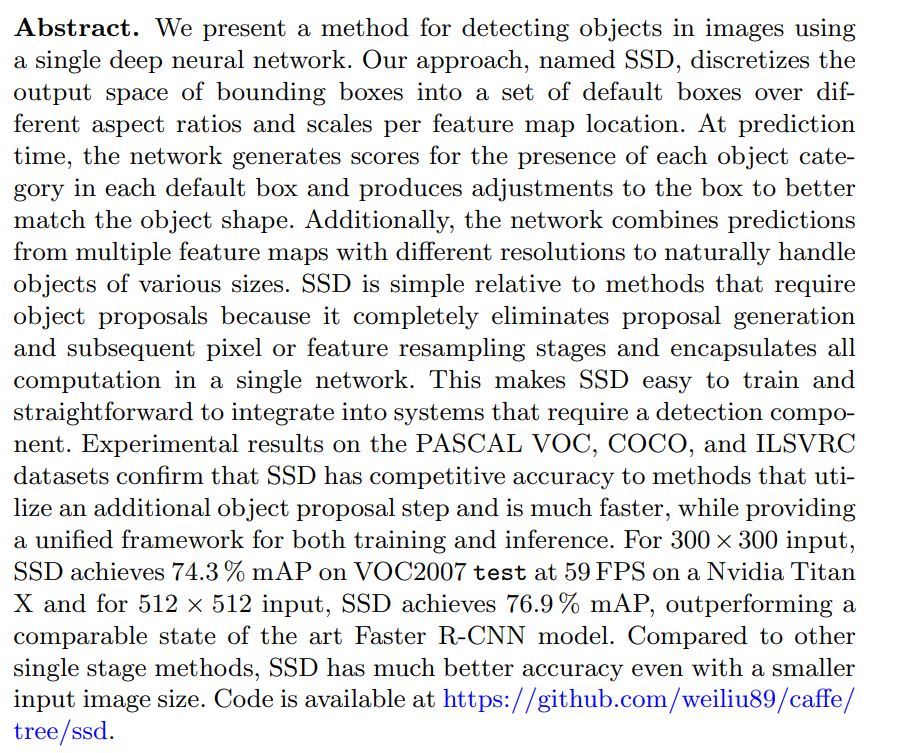 Abstract. We present a method for detecting objects in images using
a single deep neural network. Our approach, named SSD, discretizes the
output space of bounding boxes into a set of default boxes over dif-
ferent aspect ratios and scales per feature map location. At prediction
time, the network generates scores for the presence of each object cate-
gory in each default box and produces adjustments to the box to better
match the object shape. Additionally, the network combines predictions
from multiple feature maps with different resolutions to naturally handle
objects of various sizes. SSD is simple relative to methods that require
object proposals because it completely eliminates proposal generation
and subsequent pixel or feature resampling stages and encapsulates all
computation in a single network. This makes SSD easy to train and
straightforward to integrate into systems that require a detection compo-
nent. Experimental results on the PASCAL VOC, COCO, and ILSVRC
datasets confirm that SSD has competitive accuracy to methods that uti-
lize an additional object proposal step and is much faster, while providing
a unified framework for both training and inference. For 300 × 300 input,
SSD achieves 74.3 % mAP on VOC2007 test at 59 FPS on a Nvidia Titan
X and for 512 × 512 input, SSD achieves 76.9 % mAP, outperforming a
comparable state of the art Faster R-CNN model. Compared to other
single stage methods, SSD has much better accuracy even with a smaller
input image size. Code is available at https://github.com/weiliu89/caffe/
tree/ssd.